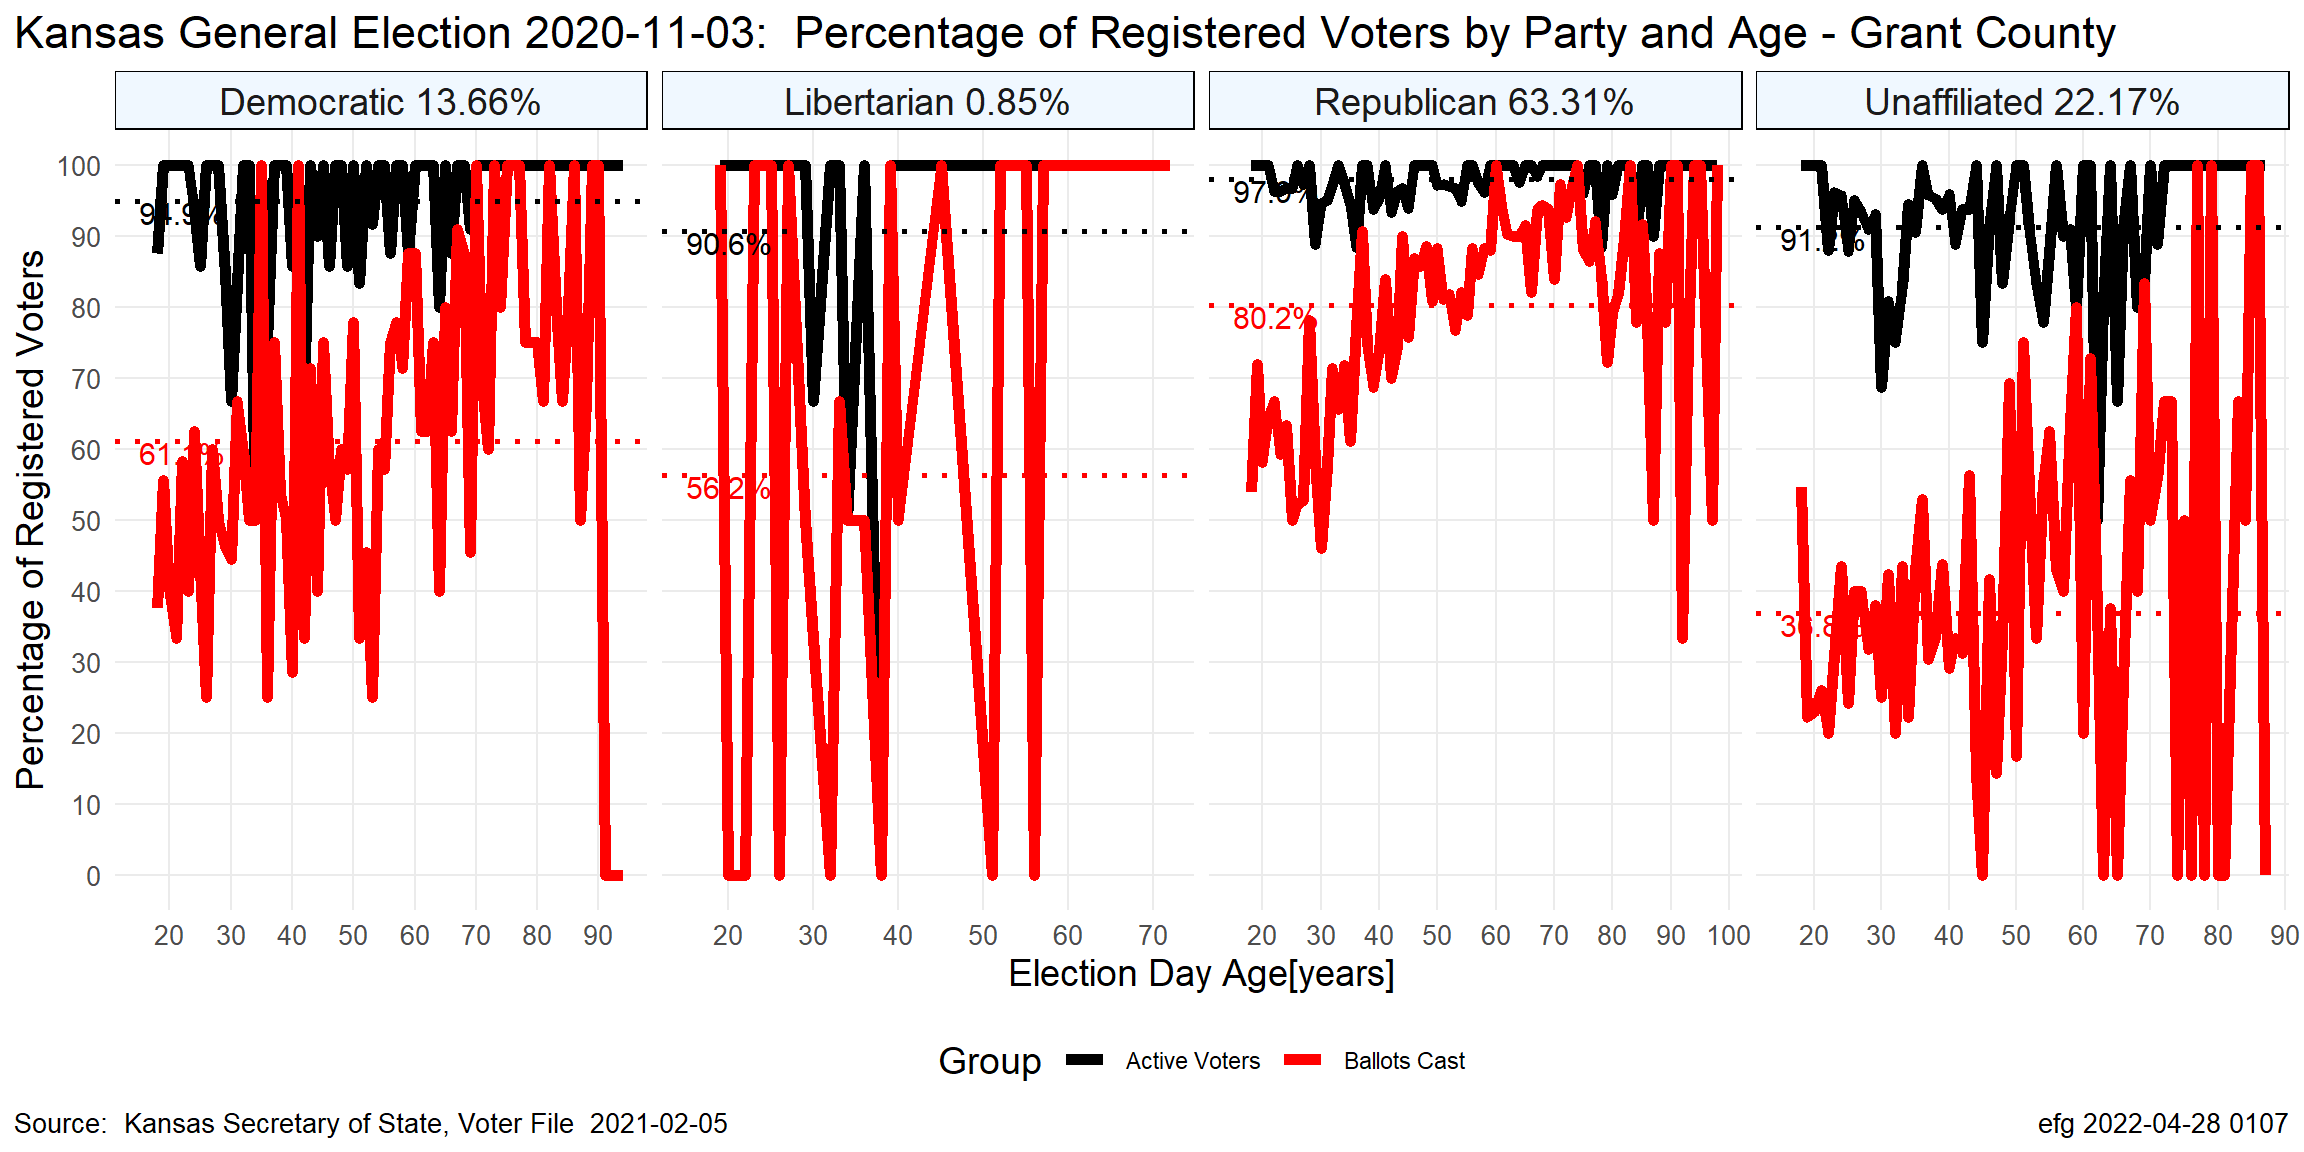 Kansas General Election 2020-11-03:  Percentage of Registered Voters by Party and Age - Grant County
Democratic 13.66%
Libertarian 0.85%
Republican 63.31%
Unaffiliated 22.17%
Percentage of Registered Voters
100
90
80
70
60
50
40
30
20
10
0
90.6%
56.2%
80.2%
20 30 40 50 60 70 80 90
20 30 40 50 60 70
20 30 40 50 60 70 80 90 100
20 30 40 50 60 70 80 90
Election Day Age[years]
Group Active Voters Ballots Cast
Source:  Kansas Secretary of State, Voter File  2021-02-05
efg 2022-04-28 0107